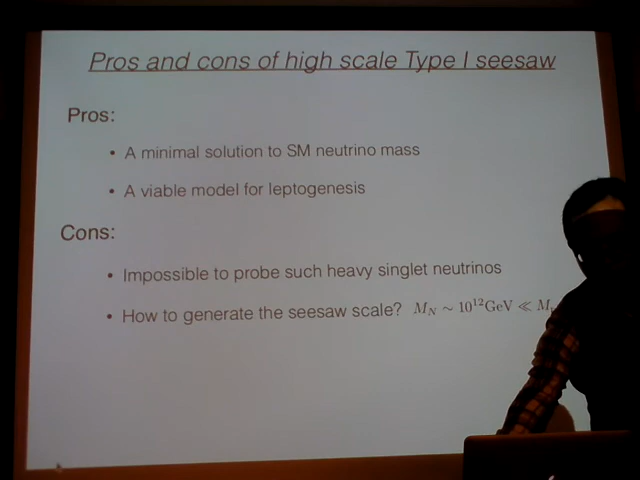 Pros and cons of high scale Type I seesaw
Pros:
• A minimal solution to SM neutrino mass
• A viable model for leptogenesis
Cons:
• Impossible to probe such heavy singlet neutrinos
• How to generate the seesaw scale? M_N ∼ 10^12 GeV ≪ M